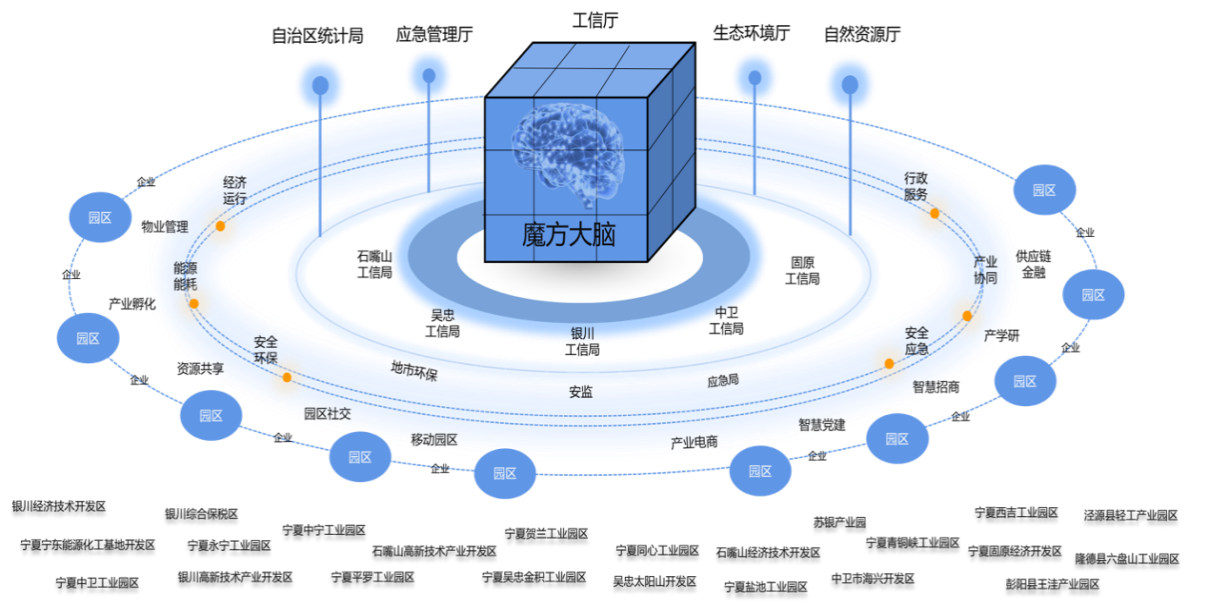 工信厅
自治区统计局
应急管理厅
生态环境厅
自然资源厅
魔方大脑
企业
经济
运行
行政
服务
园区
园区
物业管理
企业
石嘴山
工信局
固原
工信局
供应链
金融
企业
能源
能耗
产业
协同
产业孵化
园区
吴忠
工信局
银川
工信局
中卫
工信局
园区
安全
环保
安全
应急
产学研
企业
资源共享
地市环保
安监
应急局
企业
智慧招商
园区
园区
园区社交
企业
移动园区
产业电商
智慧党建
企业
园区
园区
企业
园区
园区
企业
银川经济技术开发区
银川综合保税区
宁夏中宁工业园区
宁夏贺兰工业园区
苏银产业园
宁夏西吉工业园区
泾源县轻工产业园区
宁夏宁东能源化工基地开发区
宁夏永宁工业园区
石嘴山高新技术产业开发区
宁夏同心工业园区
石嘴山经济技术开发区
宁夏青铜峡工业园区
宁夏固原经济开发区
隆德县六盘山工业园区
宁夏中卫工业园区
银川高新技术产业开发区
宁夏平罗工业园区
宁夏吴忠金积工业园区
吴忠太阳山开发区
宁夏盐池工业园区
中卫市海兴开发区
彭阳县王洼产业园区